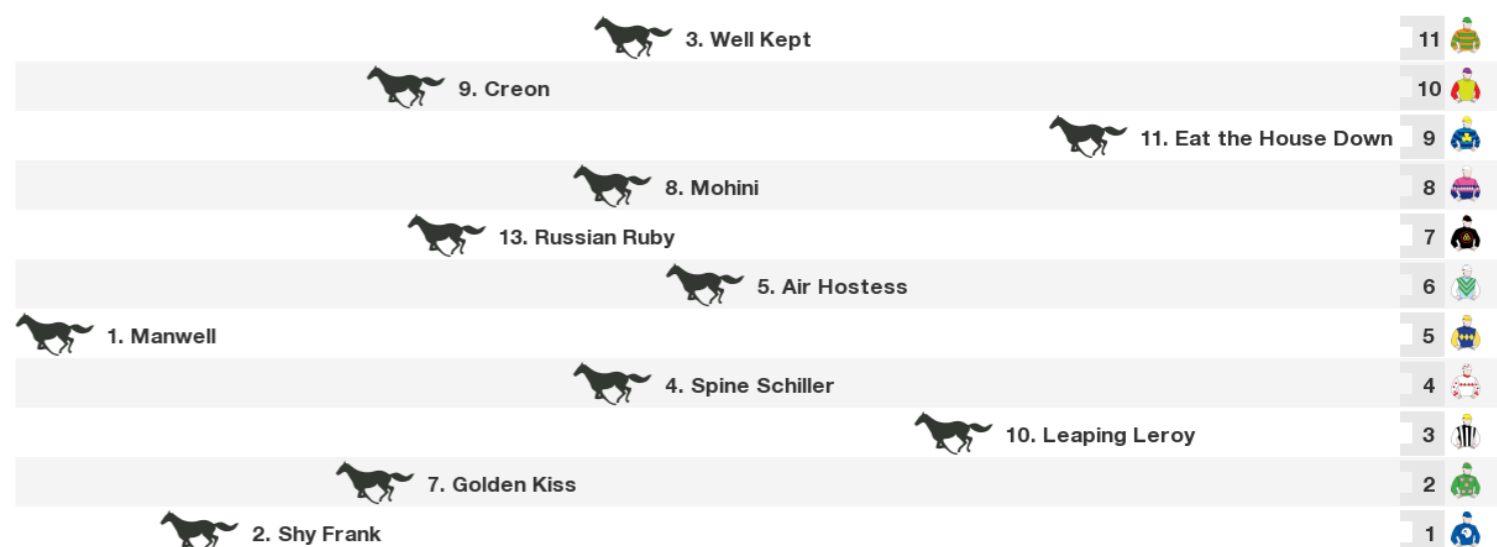 3. Well Kept 11
9. Creon 10
11. Eat the House Down 9
8. Mohini 8
13. Russian Ruby 7
5. Air Hostess 6
1. Manwell 5
4. Spine Schiller 4
10. Leaping Leroy 3
7. Golden Kiss 2
2. Shy Frank 1